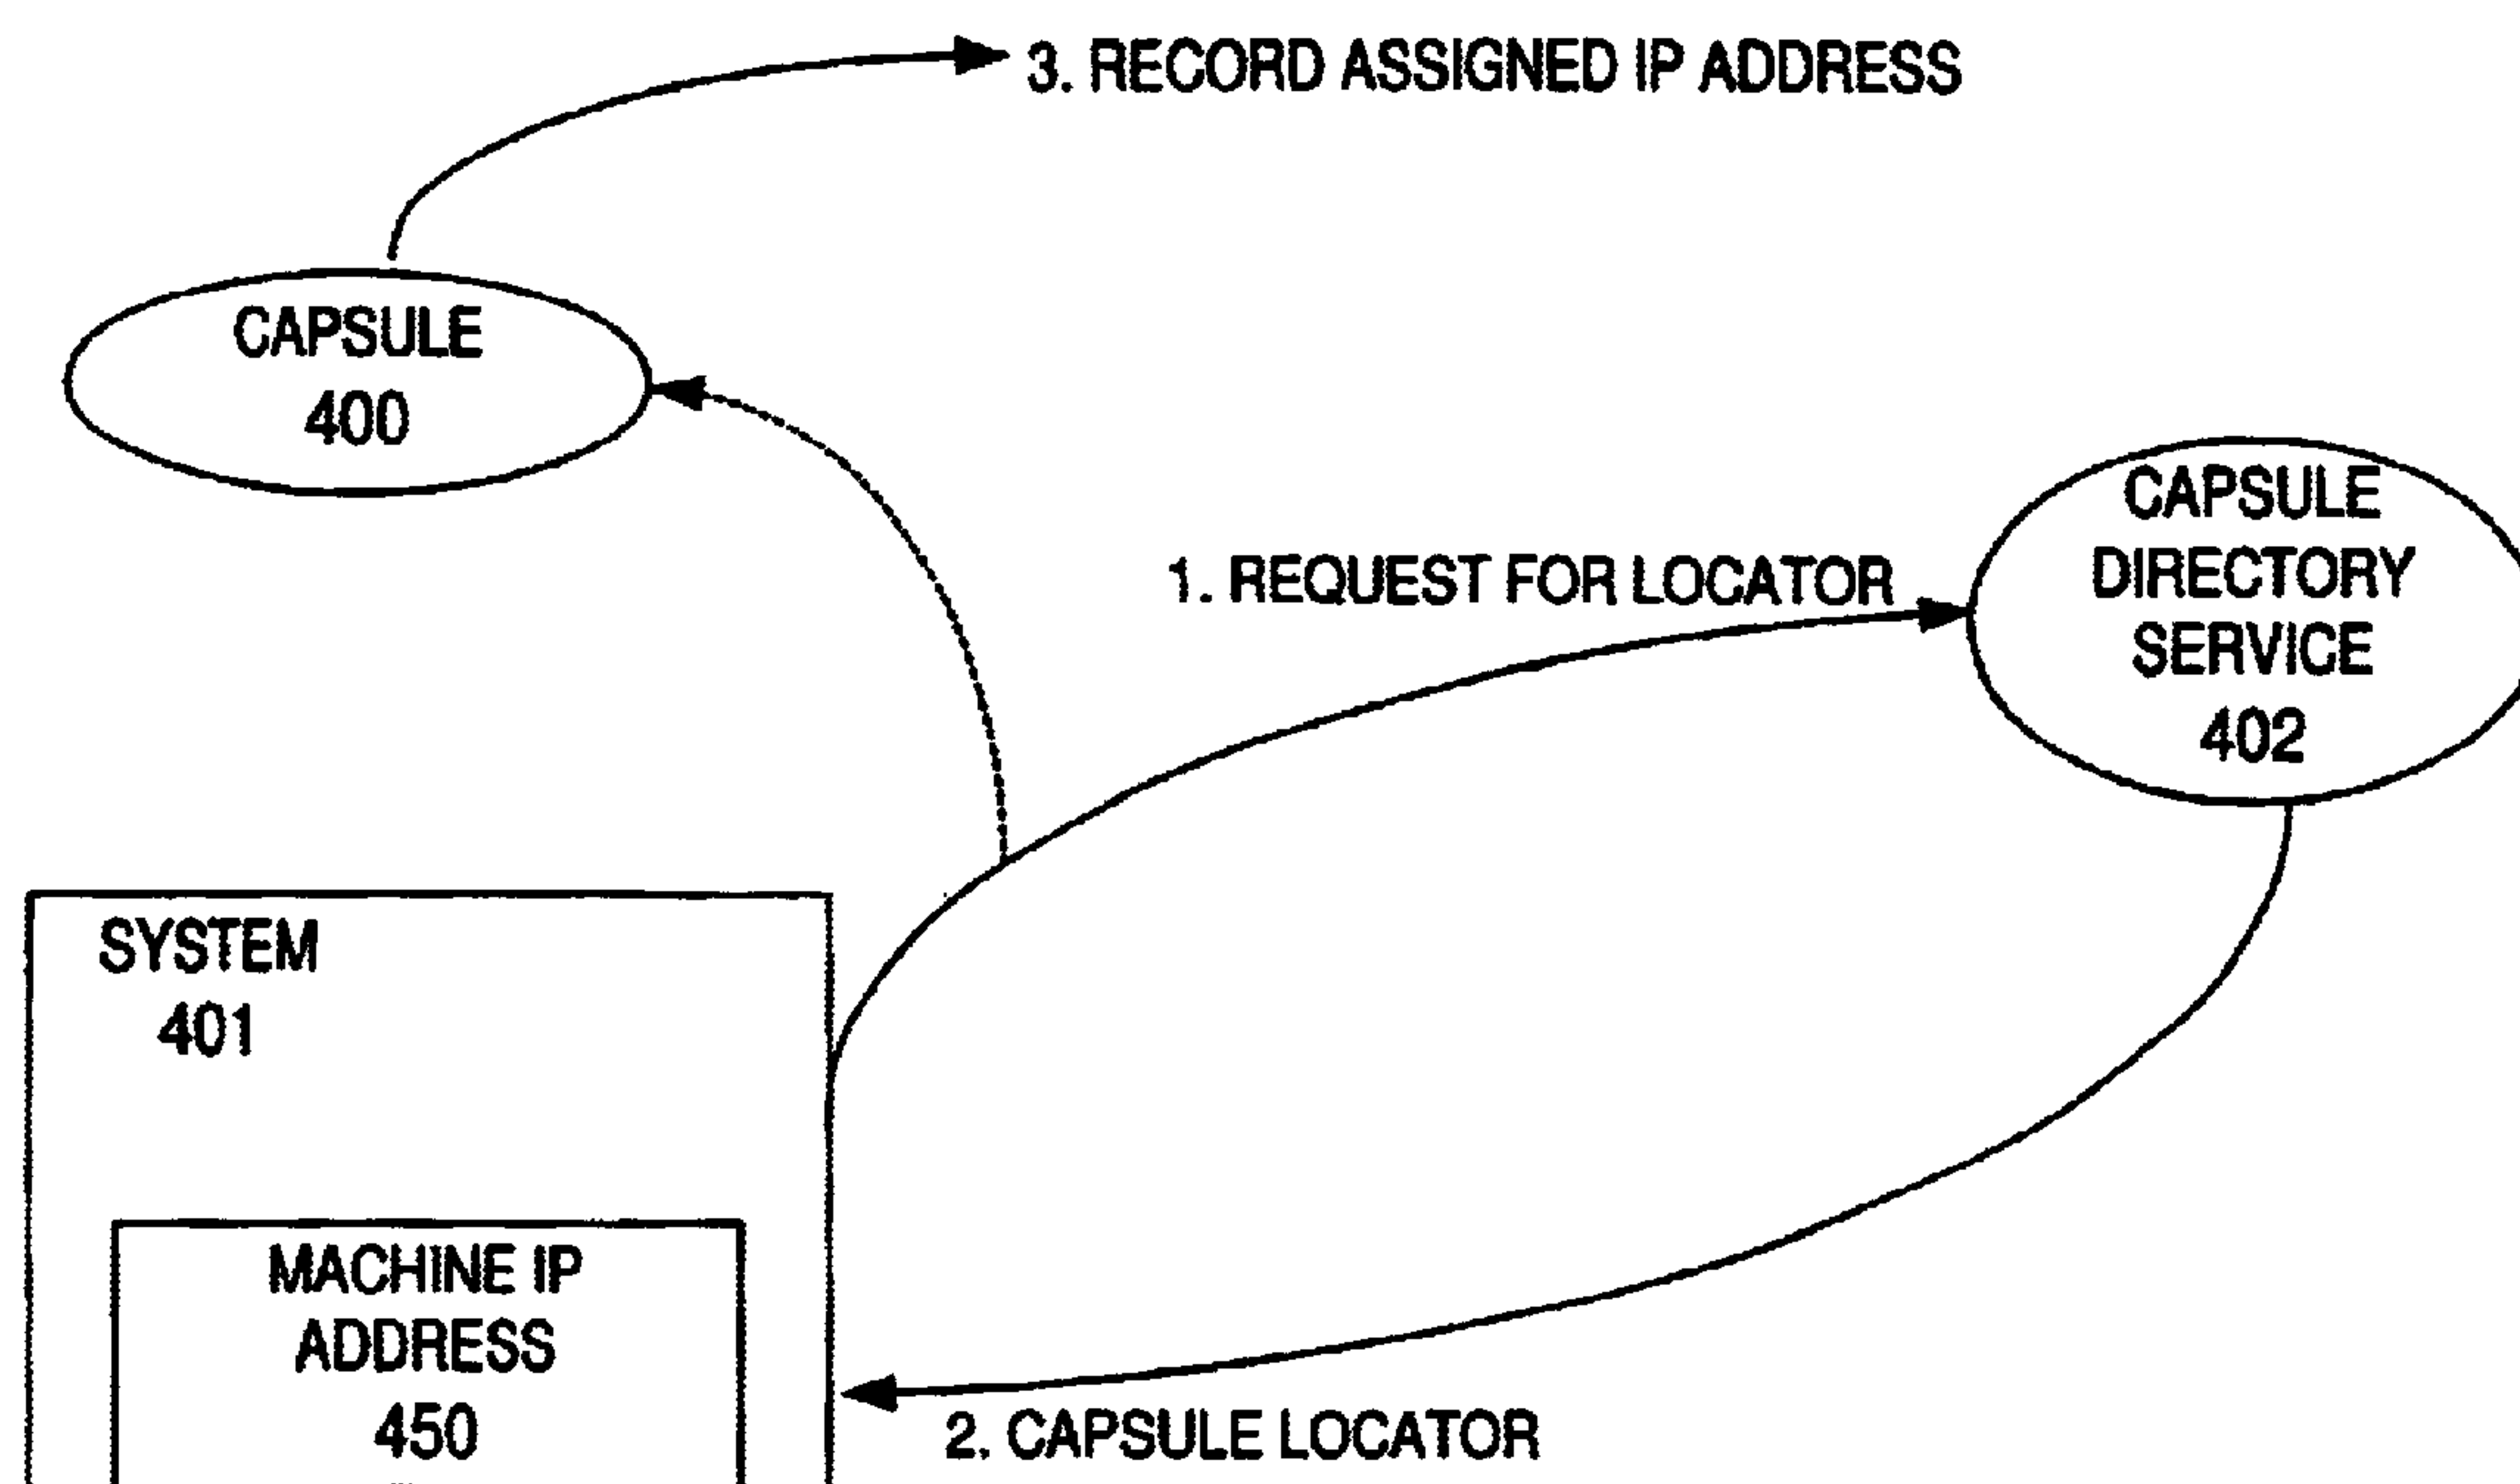 3. RECORD ASSIGNED IP ADDRESS
CAPSULE
400
CAPSULE
DIRECTORY
SERVICE
402
1. REQUEST FOR LOCATOR
SYSTEM
401
MACHINE IP
ADDRESS
450
2. CAPSULE LOCATOR